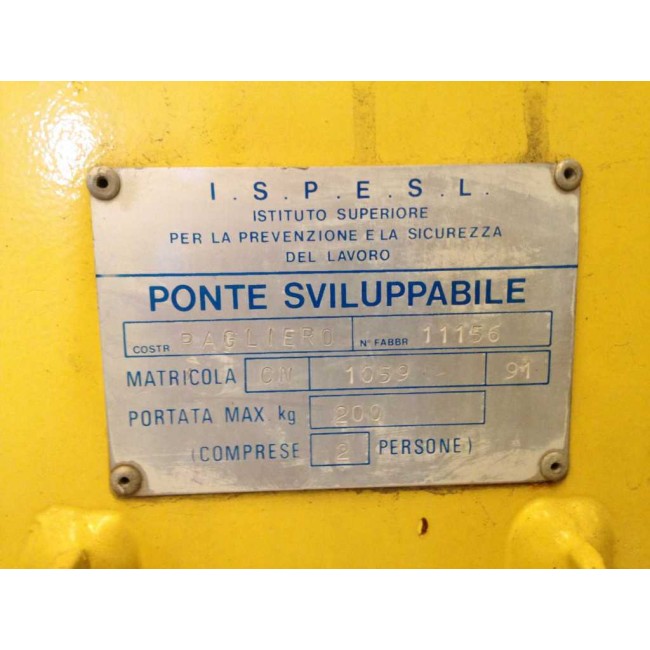 I.S.P.E.S.L.
ISTITUTO SUPERIORE
PER LA PREVENZIONE E LA SICUREZZA
DEL LAVORO
PONTE SVILUPPABILE
COSTR PAGLIERO N° FABBR 11156
MATRICOLA CN 1659 91
PORTATA MAX kg 200
(COMPRESE 2 PERSONE)